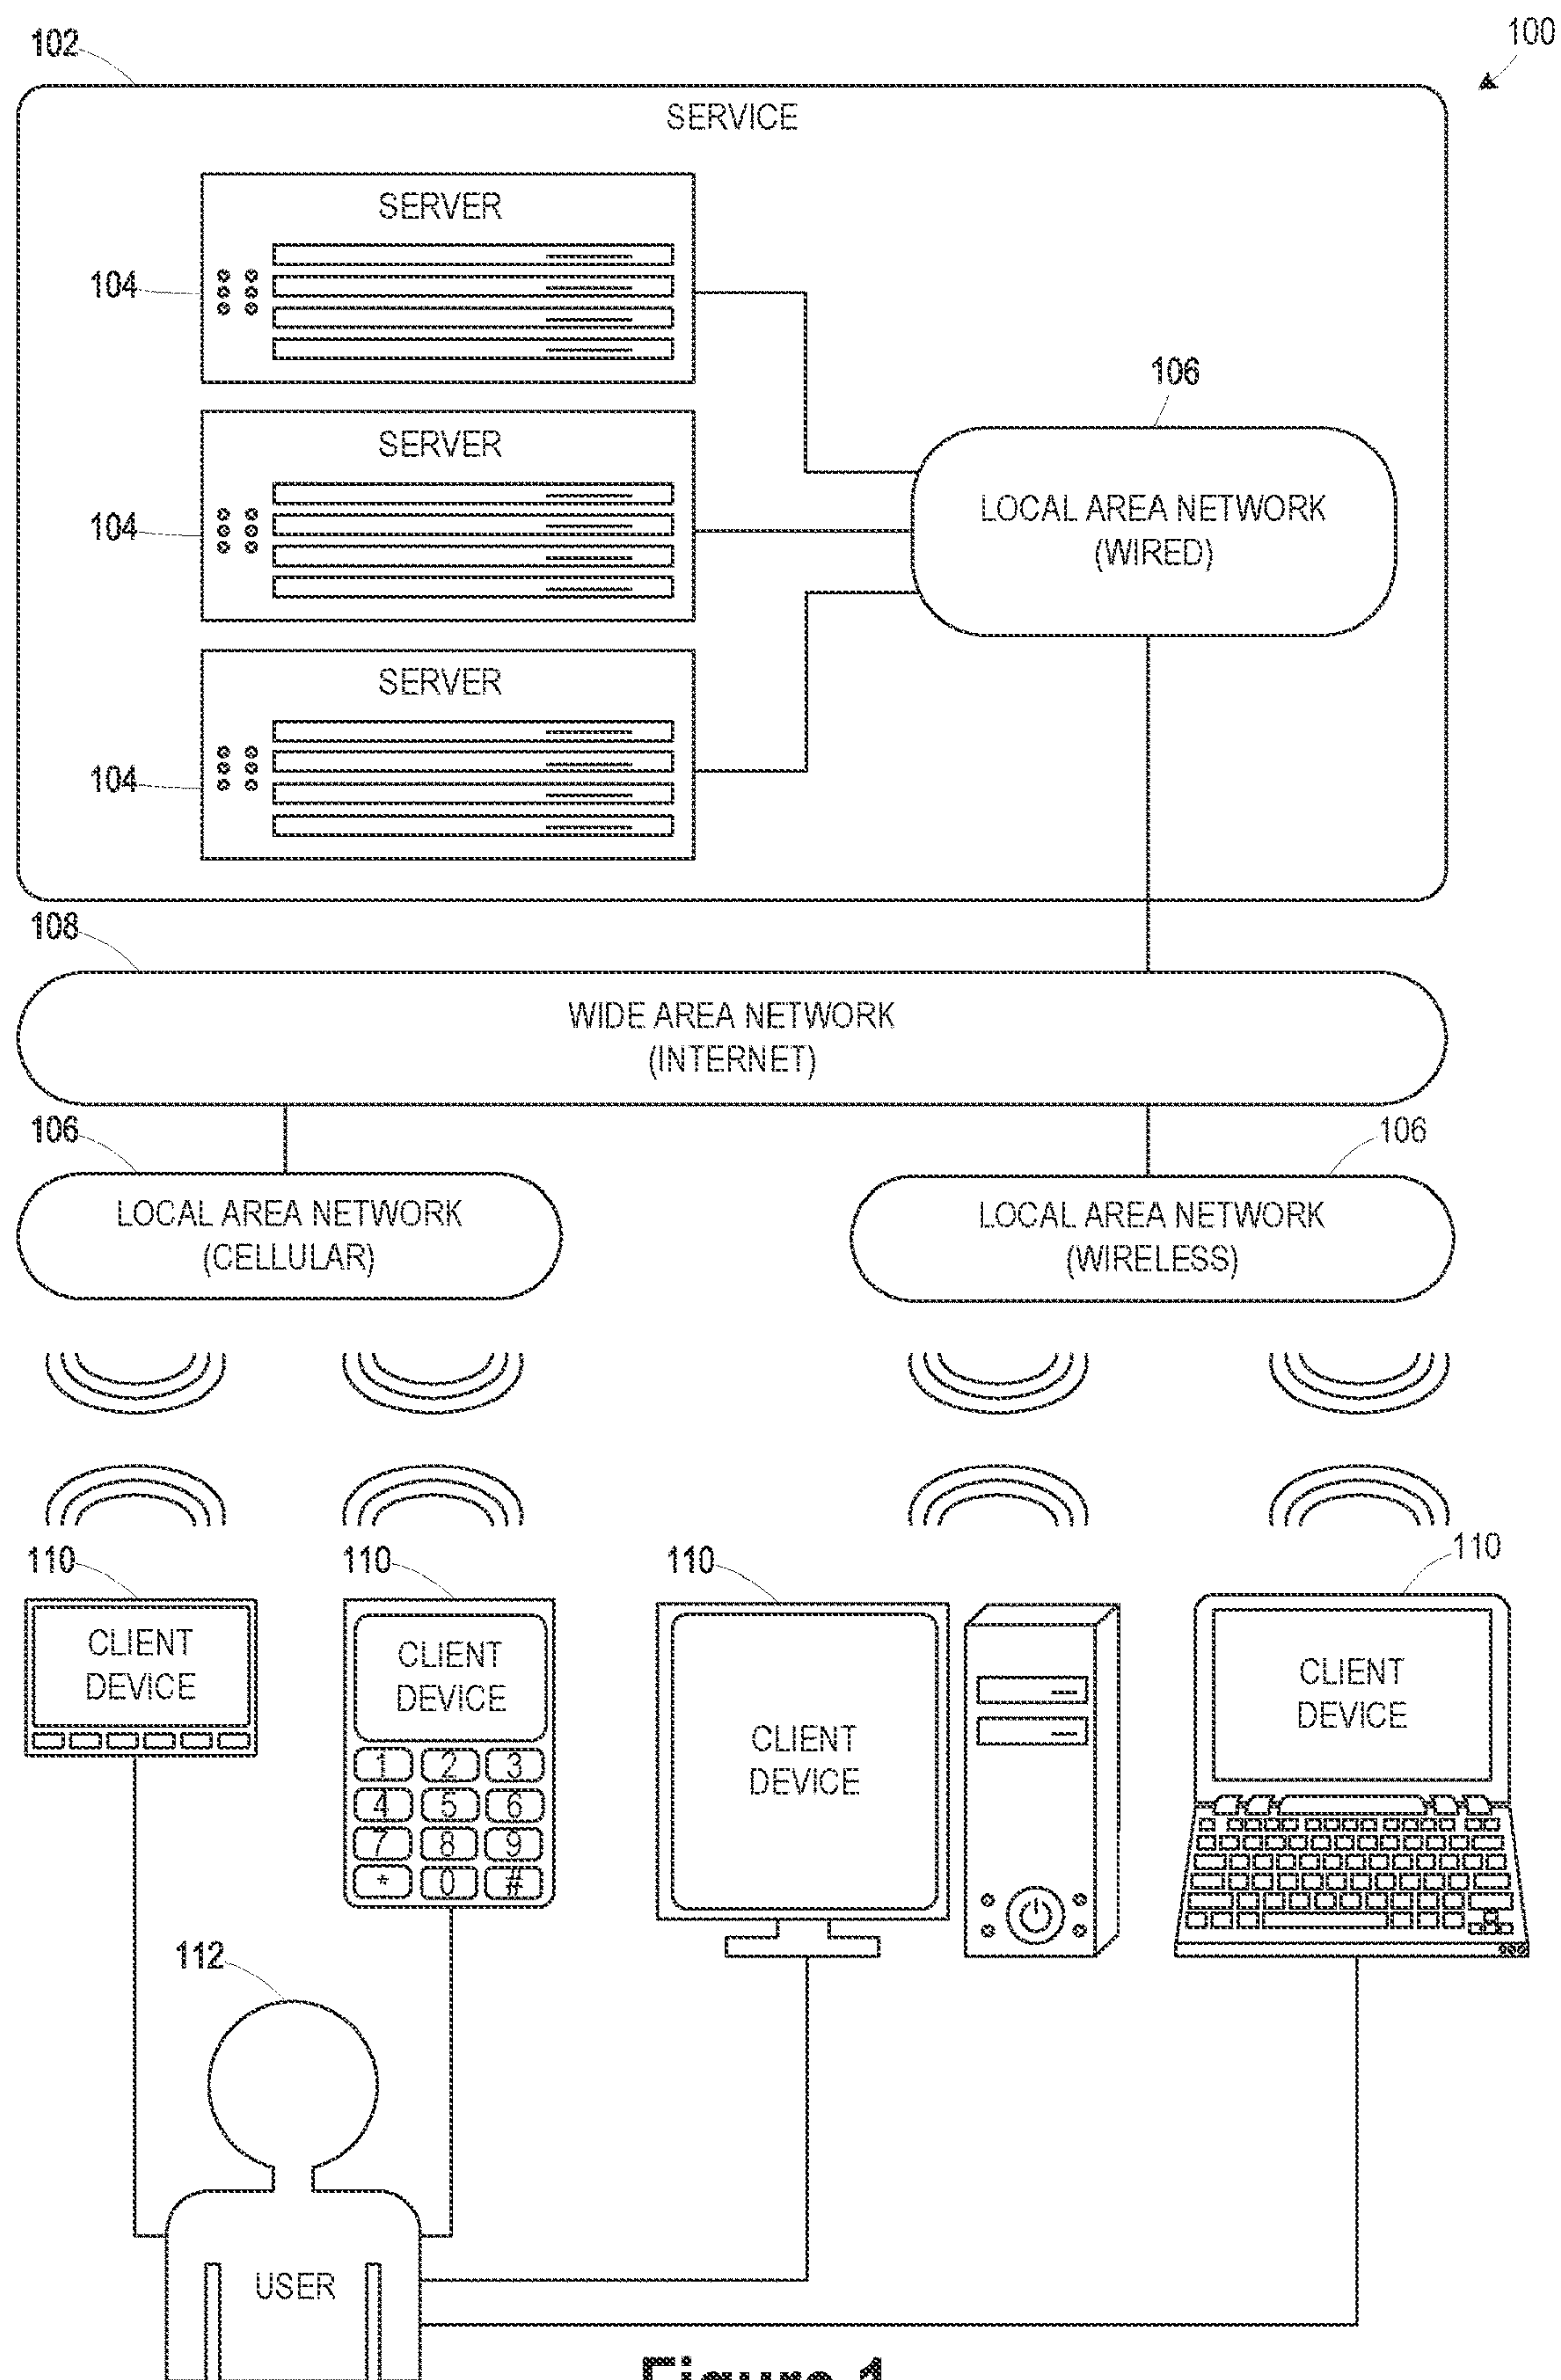 100
102
SERVICE
SERVER
104
106
SERVER
LOCAL AREA NETWORK
(WIRED)
104
SERVER
104
108
WIDE AREA NETWORK
(INTERNET)
106
106
LOCAL AREA NETWORK
(CELLULAR)
LOCAL AREA NETWORK
(WIRELESS)
110
110
110
110
CLIENT
DEVICE
CLIENT
DEVICE
1 2 3
4 5 6
7 8 9
* 0 #
CLIENT
DEVICE
CLIENT
DEVICE
112
USER
Figure 1